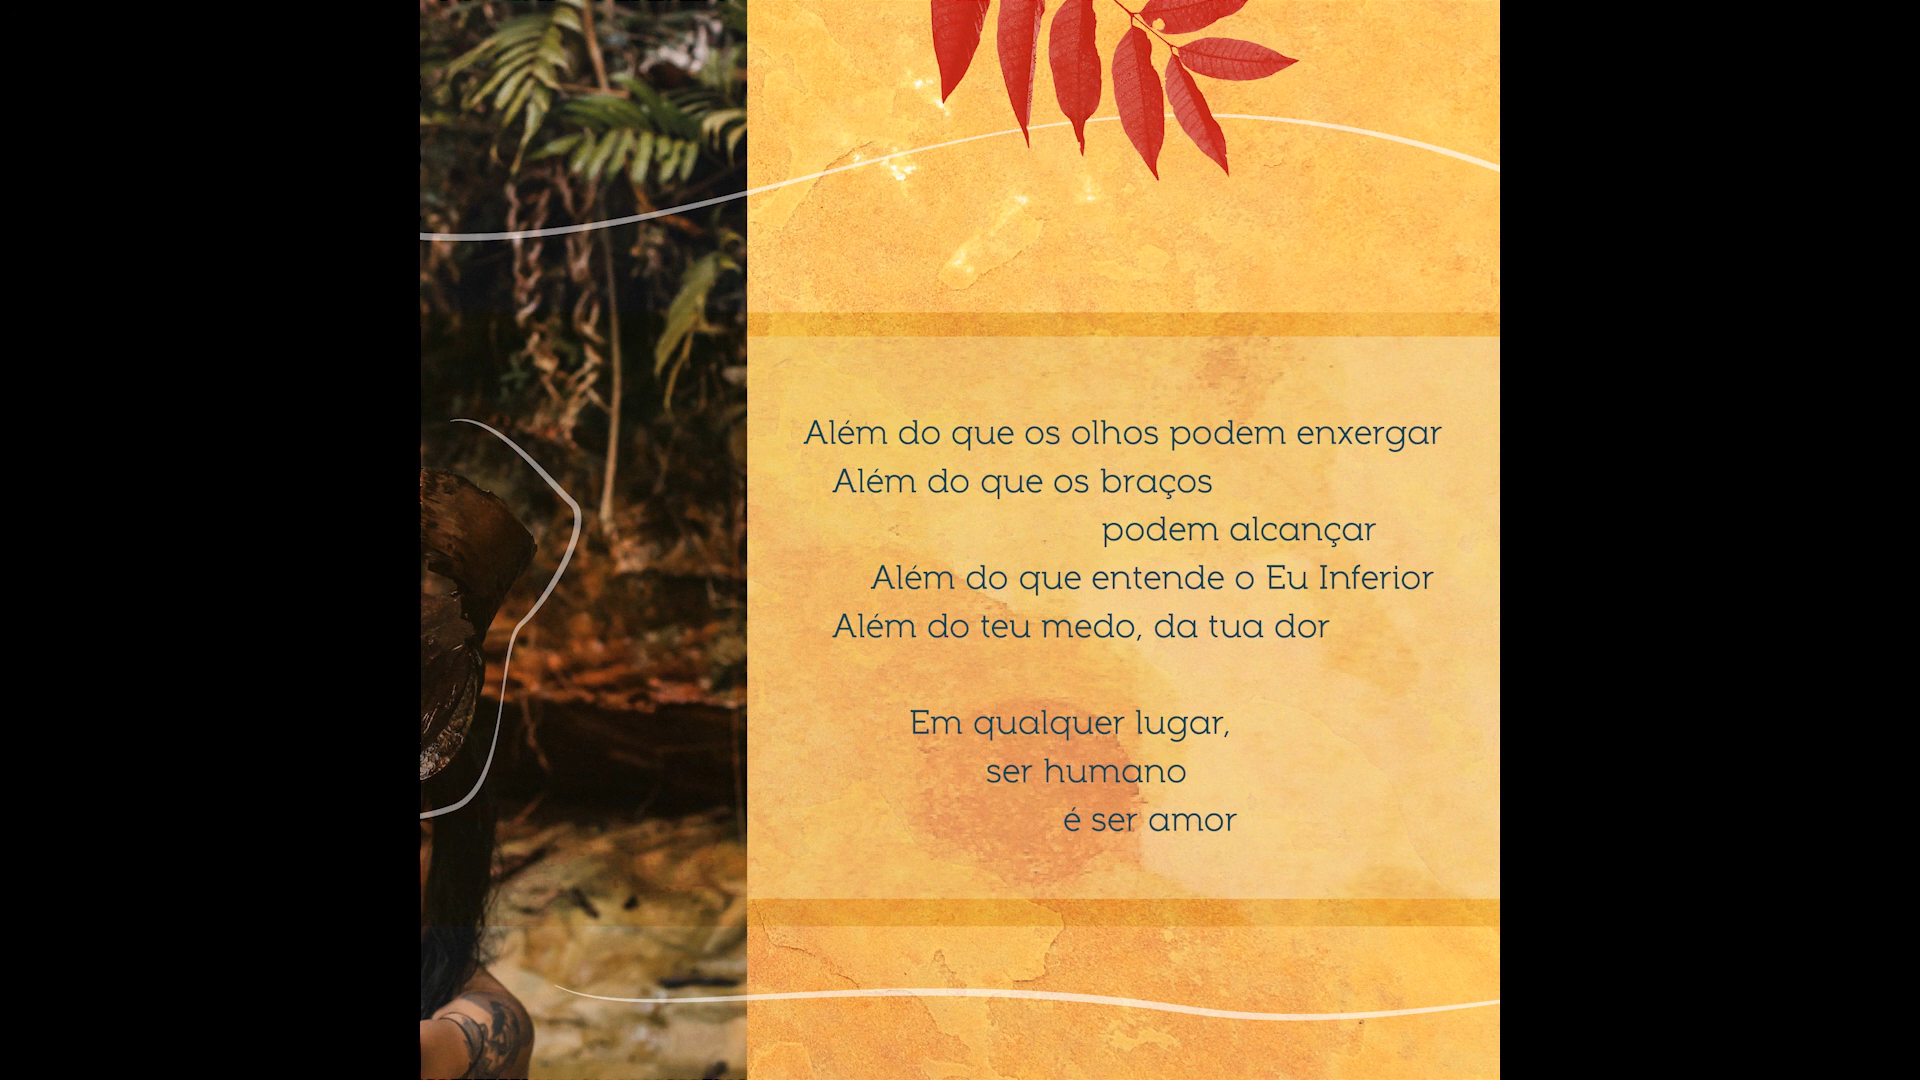 Além do que os olhos podem enxergar
Além do que os braços
podem alcançar
Além do que entende o Eu Inferior
Além do teu medo, da tua dor
Em qualquer lugar,
ser humano
é ser amor